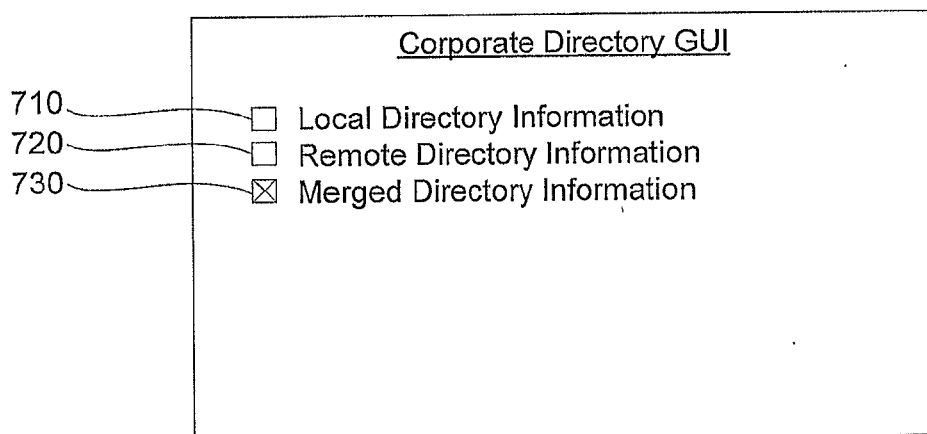 Corporate Directory GUI
710 Local Directory Information
720 Remote Directory Information
730 Merged Directory Information